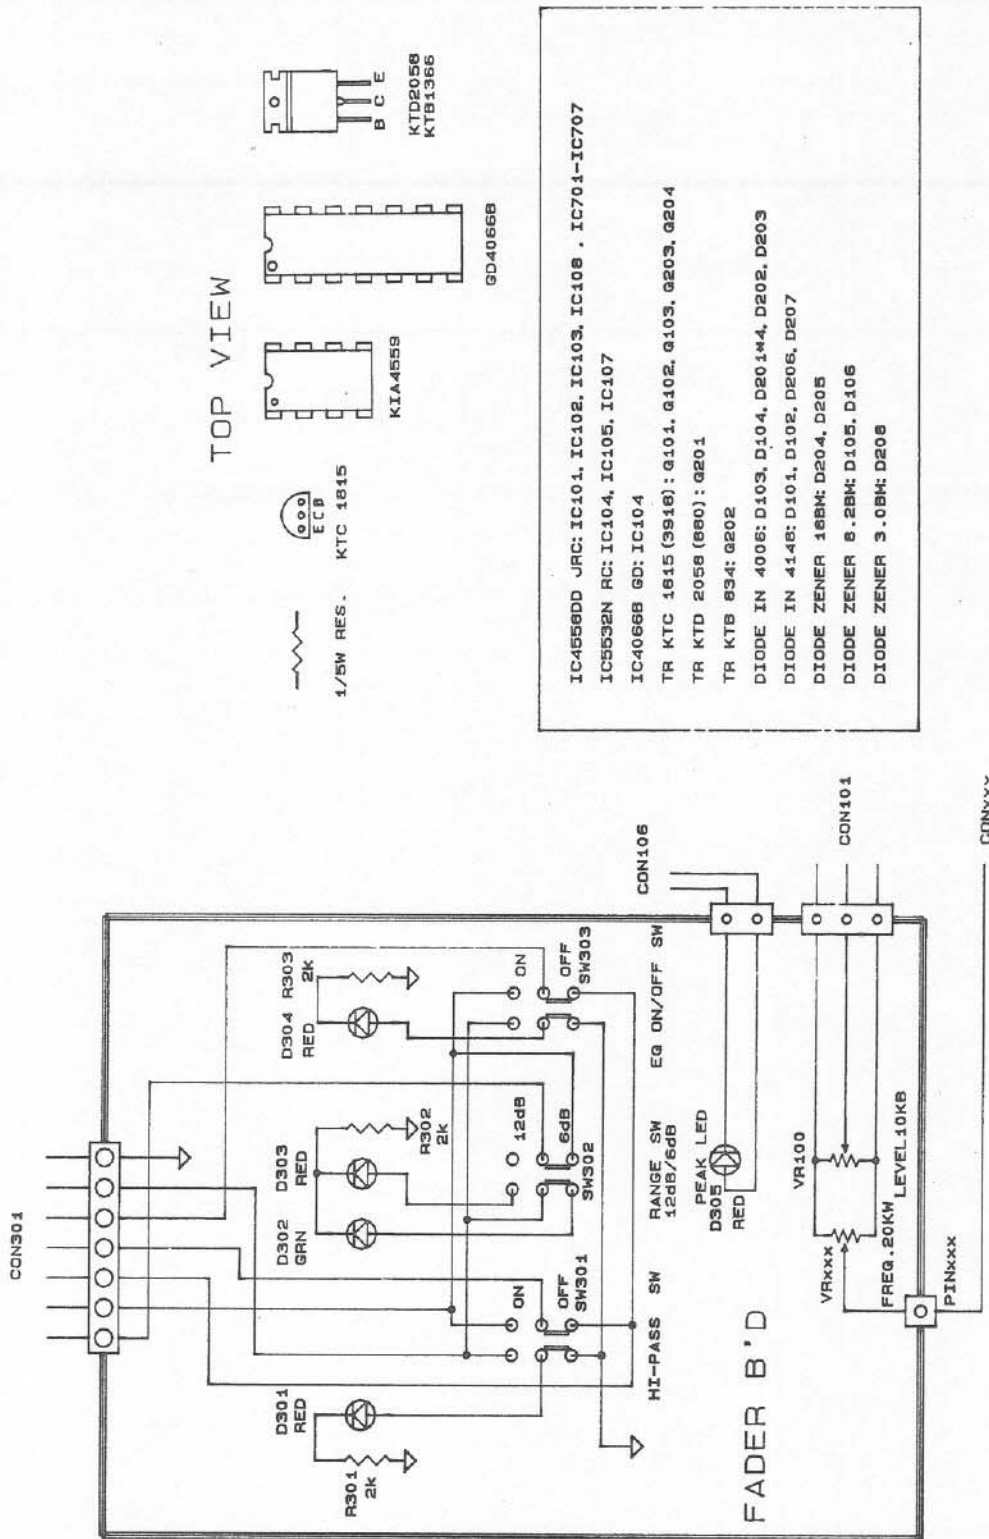 TOP VIEW
1/5W RES.
E C B
KTC 1815
KIA4559
GD4066B
B C E
KTD2058
KTB1366
IC4558DD JRC: IC101, IC102, IC103, IC108 . IC701-IC707
IC5532N RC: IC104, IC105, IC107
IC4066B GD: IC104
TR KTC 1815 (3918): Q101, Q102, Q103, Q203, Q204
TR KTD 2058 (880): Q201
TR KTB 834: Q202
DIODE IN 4006: D103, D104, D201*4, D202, D203
DIODE IN 4148: D101, D102, D206, D207
DIODE ZENER 16BM: D204, D205
DIODE ZENER 8.2BM: D105, D106
DIODE ZENER 3.0BM: D208
CON301
R301
2k
D301
RED
D302
GRN
D303
RED
R302
2k
D304
RED
R303
2k
ON
OFF
SW301
12dB
6dB
SW302
ON
OFF
SW303
HI-PASS SW
RANGE SW
12dB/6dB
EQ ON/OFF SW
CON106
PEAK LED
D305
RED
FADER B'D
VR100
LEVEL10KB
VRxxx
FREQ.20KW
CON101
PINxxx
CONxxx